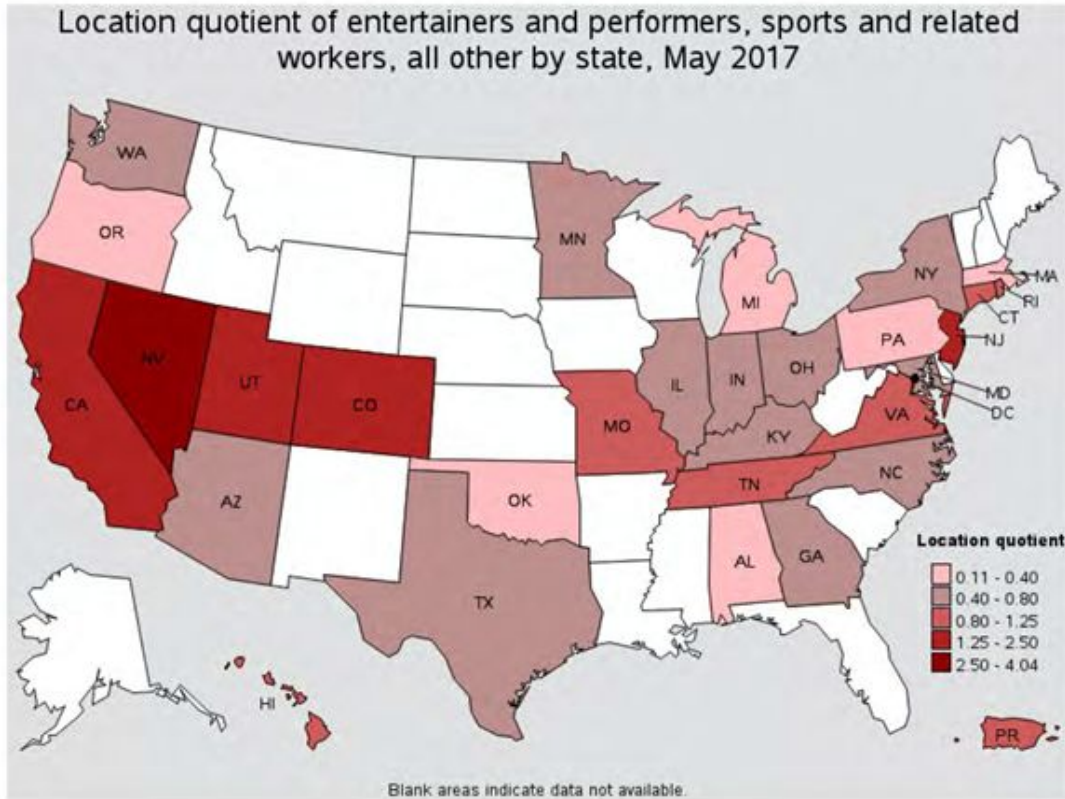 Location quotient of entertainers and performers, sports and related
workers, all other by state, May 2017
WA
OR
MN
NY
MA
RI
CT
MI
PA
NJ
NV
UT
CO
CA
IL
IN
OH
MD
DC
MO
KY
VA
TN
NC
AZ
OK
AL
GA
TX
Location quotient
0.11 - 0.40
0.40 - 0.80
0.80 - 1.25
1.25 - 2.50
2.50 - 4.04
HI
PR
Blank areas indicate data not available.